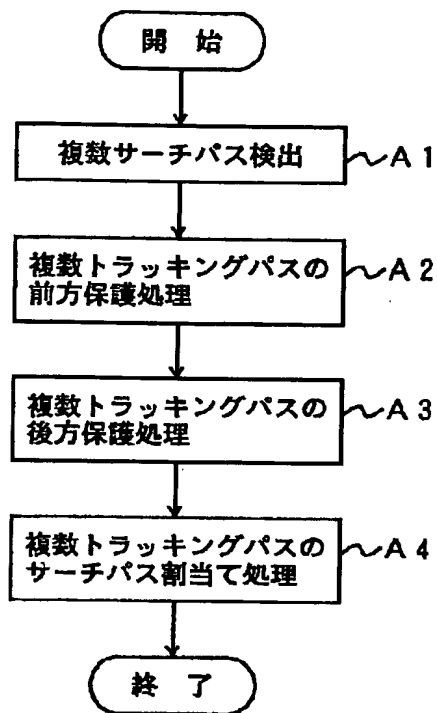 開 始
複数サーチパス検出
A1
複数トラッキングパスの
前方保護処理
A2
複数トラッキングパスの
後方保護処理
A3
複数トラッキングパスの
サーチパス割当て処理
A4
終 了